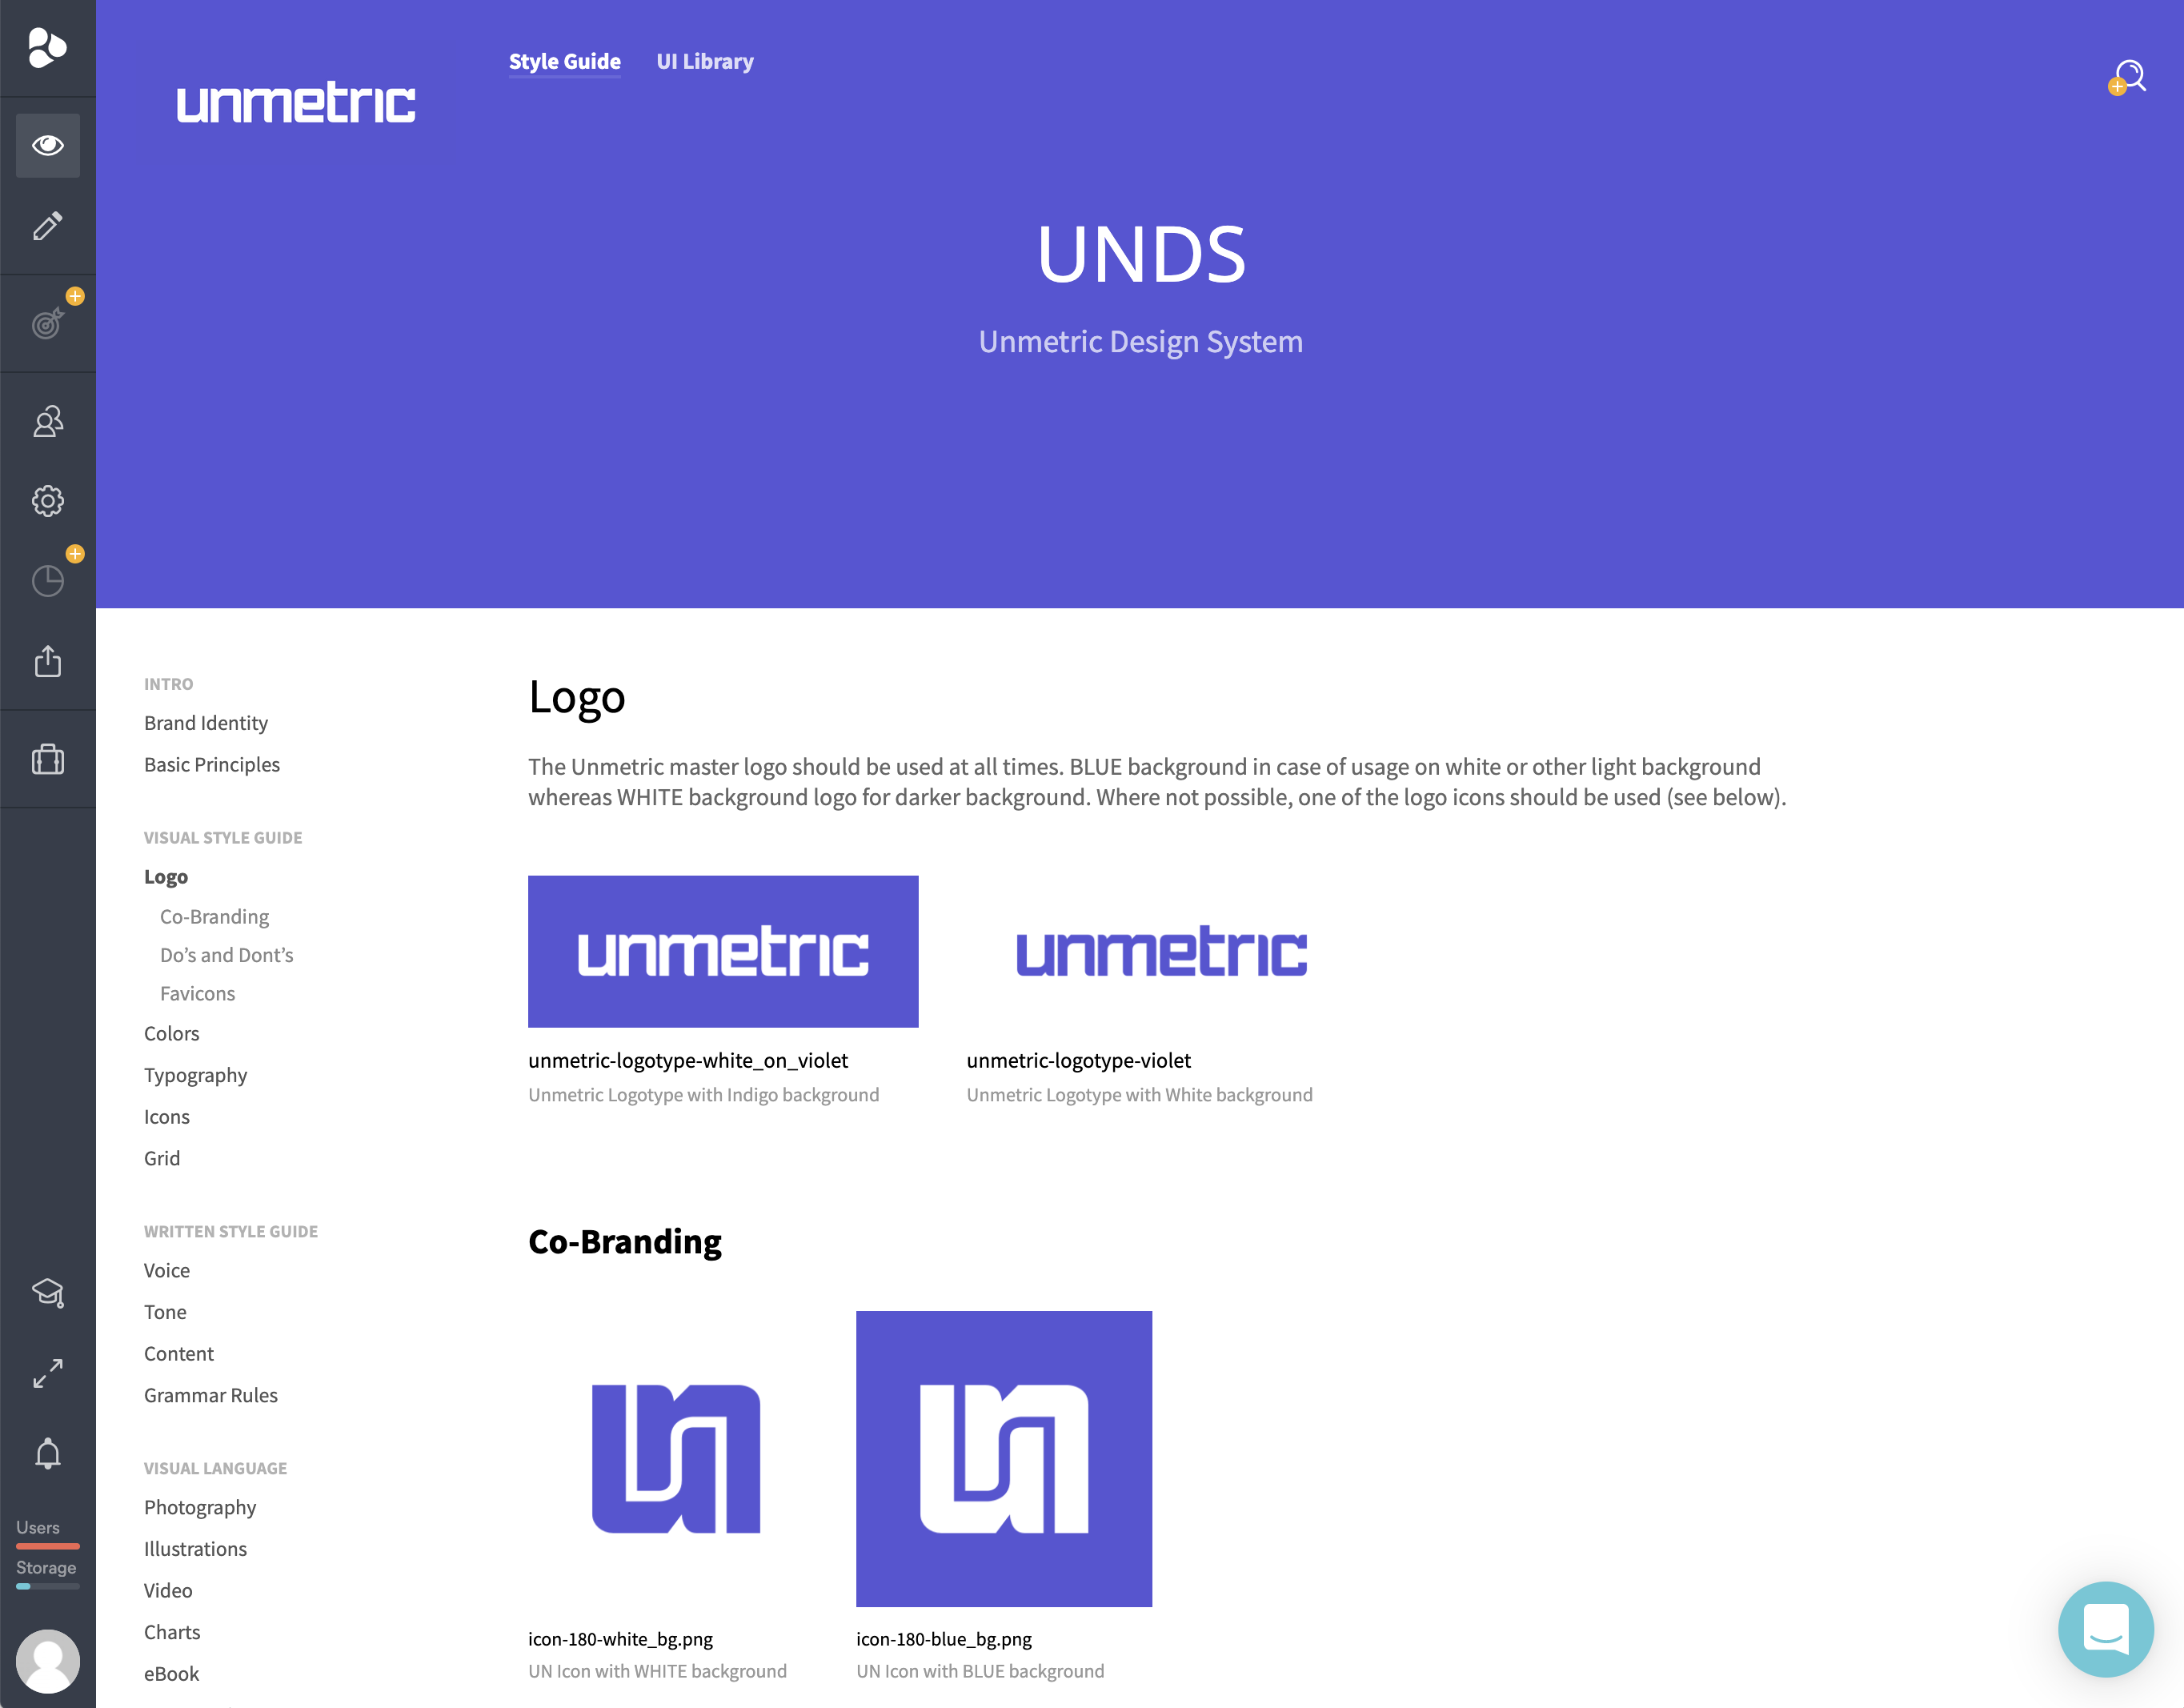 Style Guide UI Library
unmetric
UNDS
Unmetric Design System
Users
Storage
INTRO
Brand Identity
Basic Principles
VISUAL STYLE GUIDE
Logo
Co-Branding
Do’s and Dont’s
Favicons
Colors
Typography
Icons
Grid
WRITTEN STYLE GUIDE
Voice
Tone
Content
Grammar Rules
VISUAL LANGUAGE
Photography
Illustrations
Video
Charts
eBook
Logo
The Unmetric master logo should be used at all times. BLUE background in case of usage on white or other light background
whereas WHITE background logo for darker background. Where not possible, one of the logo icons should be used (see below).
unmetric unmetric
unmetric-logotype-white_on_violet unmetric-logotype-violet
Unmetric Logotype with Indigo background Unmetric Logotype with White background
Co-Branding
un un
icon-180-white_bg.png icon-180-blue_bg.png
UN Icon with WHITE background UN Icon with BLUE background